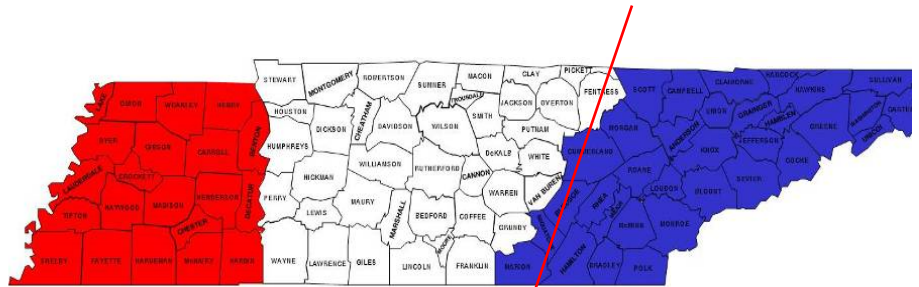 LAKE
OBION
WEAKLEY
HENRY
DYER
GIBSON
CARROLL
BENTON
LAUDERDALE
CROCKETT
TIPTON
HAYWOOD
MADISON
HENDERSON
DECATUR
CHESTER
SHELBY
FAYETTE
HARDEMAN
McNAIRY
HARDIN
STEWART
MONTGOMERY
ROBERTSON
SUMNER
MACON
CLAY
PICKETT
TROUSDALE
JACKSON
OVERTON
FENTRESS
HOUSTON
DICKSON
CHEATHAM
DAVIDSON
WILSON
SMITH
PUTNAM
HUMPHREYS
HICKMAN
WILLIAMSON
RUTHERFORD
CANNON
DeKALB
WHITE
PERRY
LEWIS
MAURY
MARSHALL
BEDFORD
COFFEE
WARREN
VAN BUREN
MOORE
GRUNDY
WAYNE
LAWRENCE
GILES
LINCOLN
FRANKLIN
SCOTT
CAMPBELL
CLAIBORNE
HANCOCK
HAWKINS
SULLIVAN
MORGAN
ANDERSON
UNION
GRAINGER
HAMBLEN
GREENE
WASHINGTON
UNICOI
CARTER
CUMBERLAND
ROANE
KNOX
JEFFERSON
COCKE
BLEDSOE
RHEA
MEIGS
LOUDON
BLOUNT
SEVIER
McMINN
MONROE
MARION
HAMILTON
BRADLEY
POLK